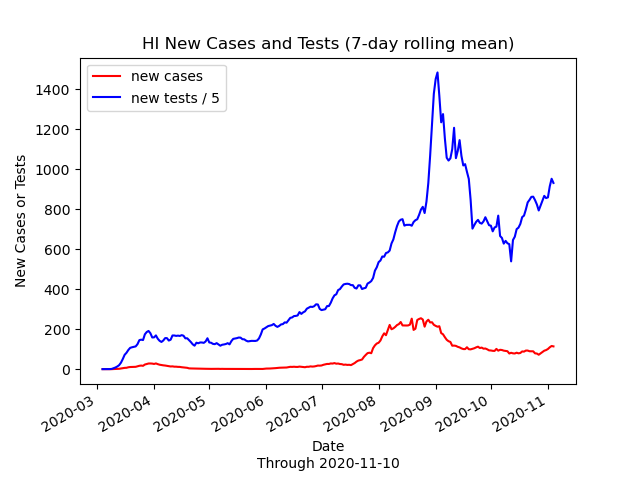 HI New Cases and Tests (7-day rolling mean)
new cases
new tests / 5
New Cases or Tests
1400
1200
1000
800
600
400
200
0
2020-03
2020-04
2020-05
2020-06
2020-07
2020-08
2020-09
2020-10
2020-11
Date
Through 2020-11-10